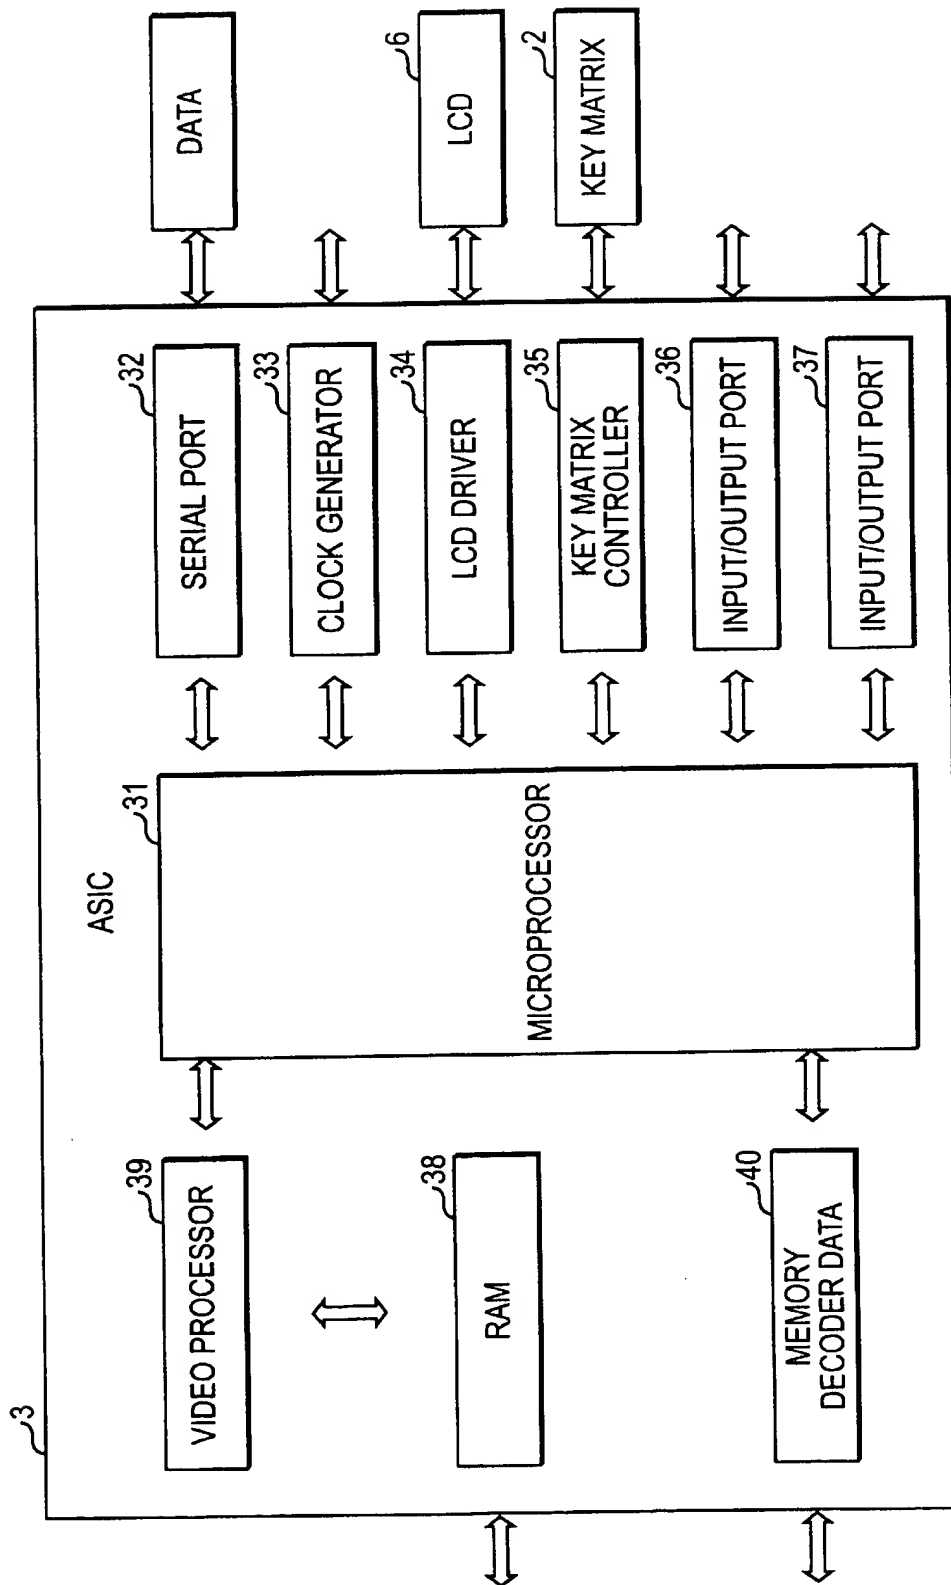 3
ASIC
39
VIDEO PROCESSOR
38
RAM
40
MEMORY
DECODER DATA
31
MICROPROCESSOR
32
SERIAL PORT
33
CLOCK GENERATOR
34
LCD DRIVER
35
KEY MATRIX
CONTROLLER
36
INPUT/OUTPUT PORT
37
INPUT/OUTPUT PORT
DATA
6
LCD
2
KEY MATRIX